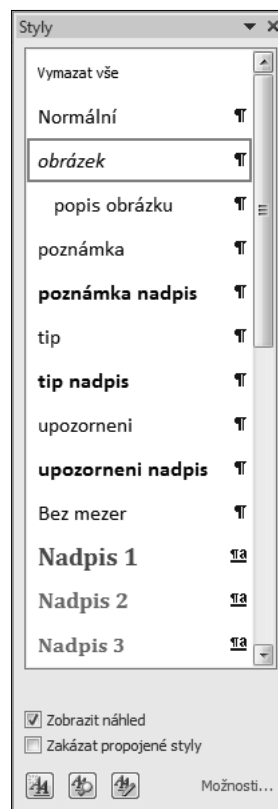 Styly
Vymazat vše
Normální ¶
obrázek ¶
popis obrázku ¶
poznámka ¶
poznámka nadpis ¶
tip ¶
tip nadpis ¶
upozorneni ¶
upozorneni nadpis ¶
Bez mezer ¶
Nadpis 1 ¶a
Nadpis 2 ¶a
Nadpis 3 ¶a
Zobrazit náhled
Zakázat propojené styly
Možnosti...